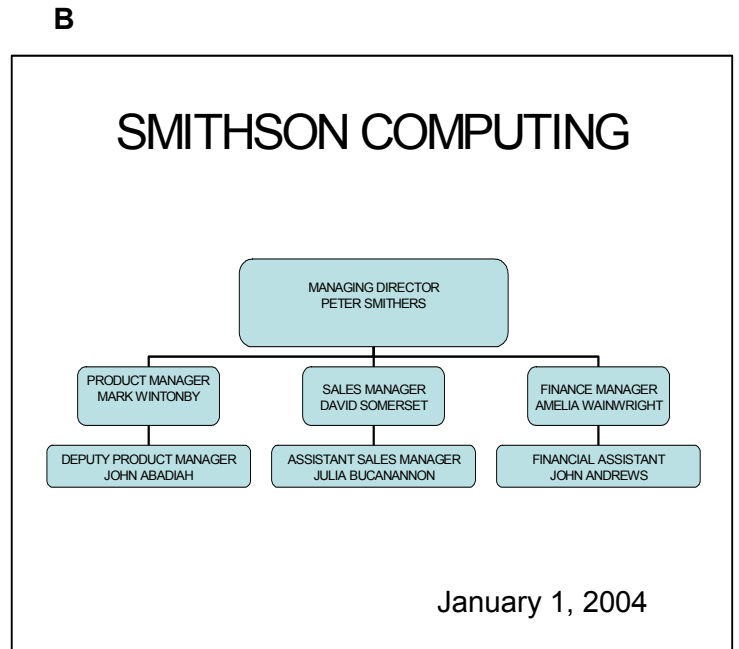 B
SMITHSON COMPUTING
MANAGING DIRECTOR
PETER SMITHERS
PRODUCT MANAGER
MARK WINTONBY
SALES MANAGER
DAVID SOMERSET
FINANCE MANAGER
AMELIA WAINWRIGHT
DEPUTY PRODUCT MANAGER
JOHN ABADIAH
ASSISTANT SALES MANAGER
JULIA BUCANANNON
FINANCIAL ASSISTANT
JOHN ANDREWS
January 1, 2004